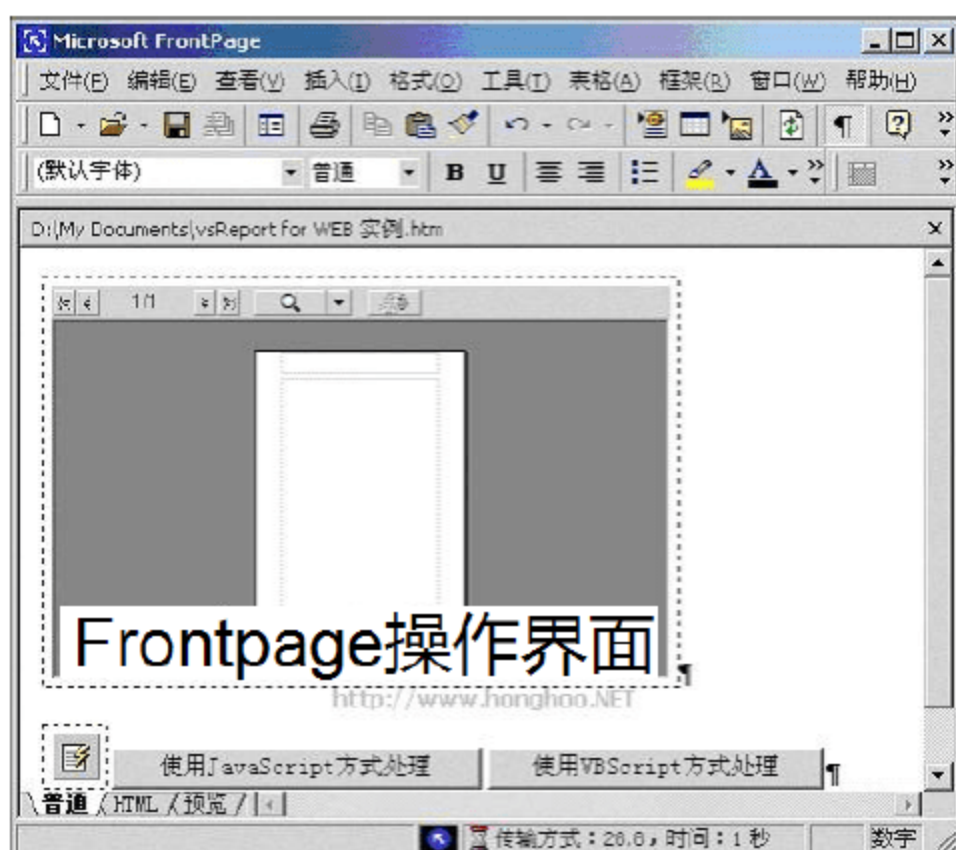 Microsoft FrontPage
文件(F) 编辑(E) 查看(V) 插入(I) 格式(O) 工具(T) 表格(A) 框架(R) 窗口(W) 帮助(H)
(默认字体) 普通 B U A
D:\My Documents\vsReport for WEB 实例.htm
1/1
Frontpage操作界面
http://www.honghoo.NET
使用JavaScript方式处理 使用VBScript方式处理
普通 HTML 预览
传输方式：28.8，时间：1 秒 数字